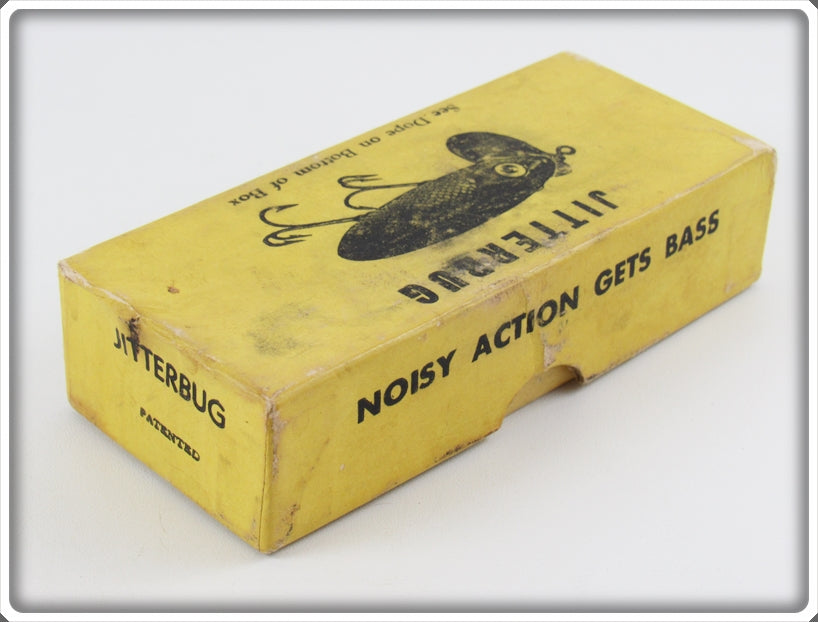 See Dope on Bottom of Box
JITTERBUG
NOISY ACTION GETS BASS
JITTERBUG
PATENTED